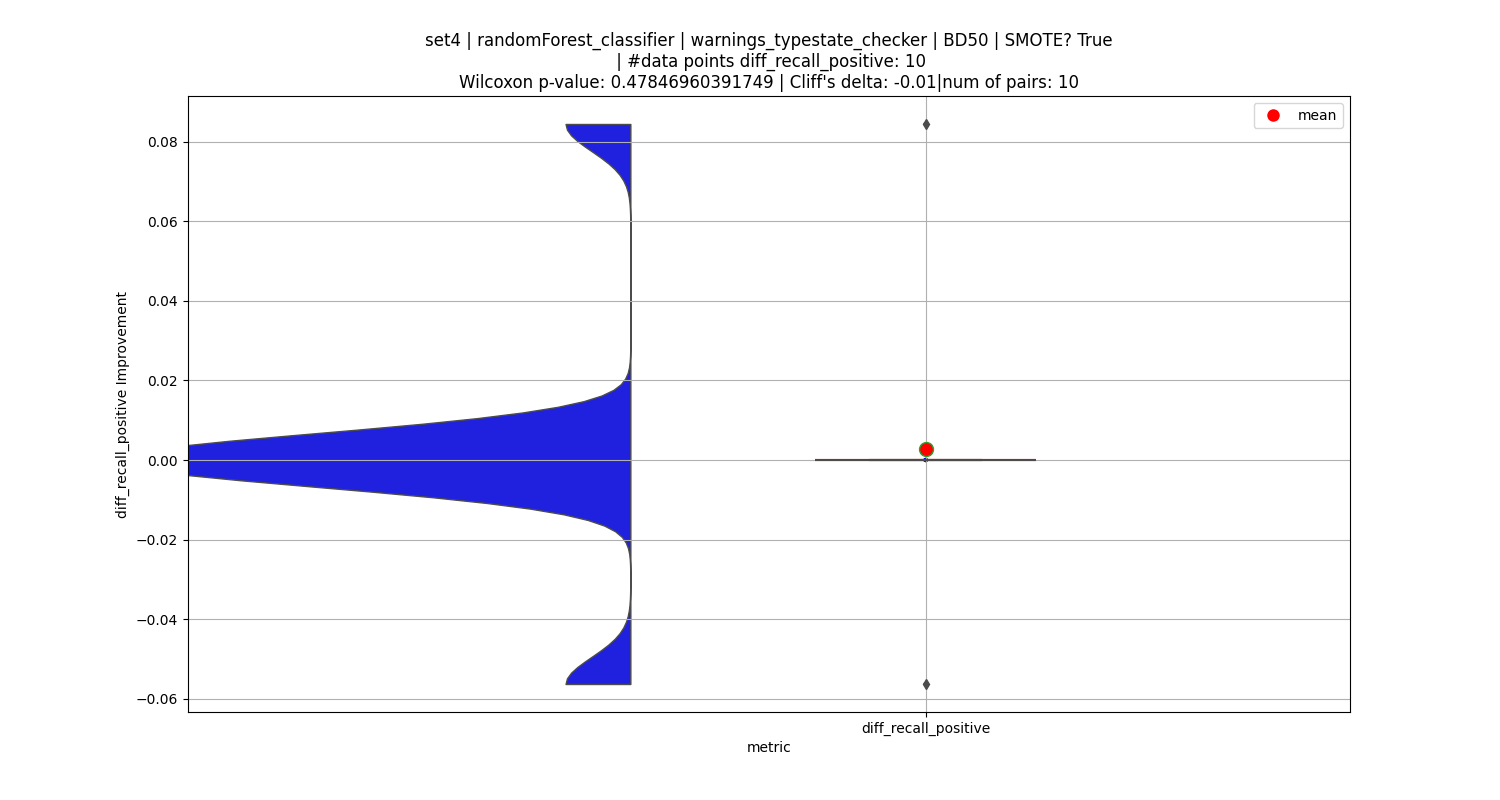 set4 | randomForest_classifier | warnings_typestate_checker | BD50 | SMOTE? True
| #data points diff_recall_positive: 10
Wilcoxon p-value: 0.47846960391749 | Cliff's delta: -0.01|num of pairs: 10
mean
0.08
0.06
0.04
0.02
0.00
−0.02
−0.04
−0.06
diff_recall_positive Improvement
diff_recall_positive
metric